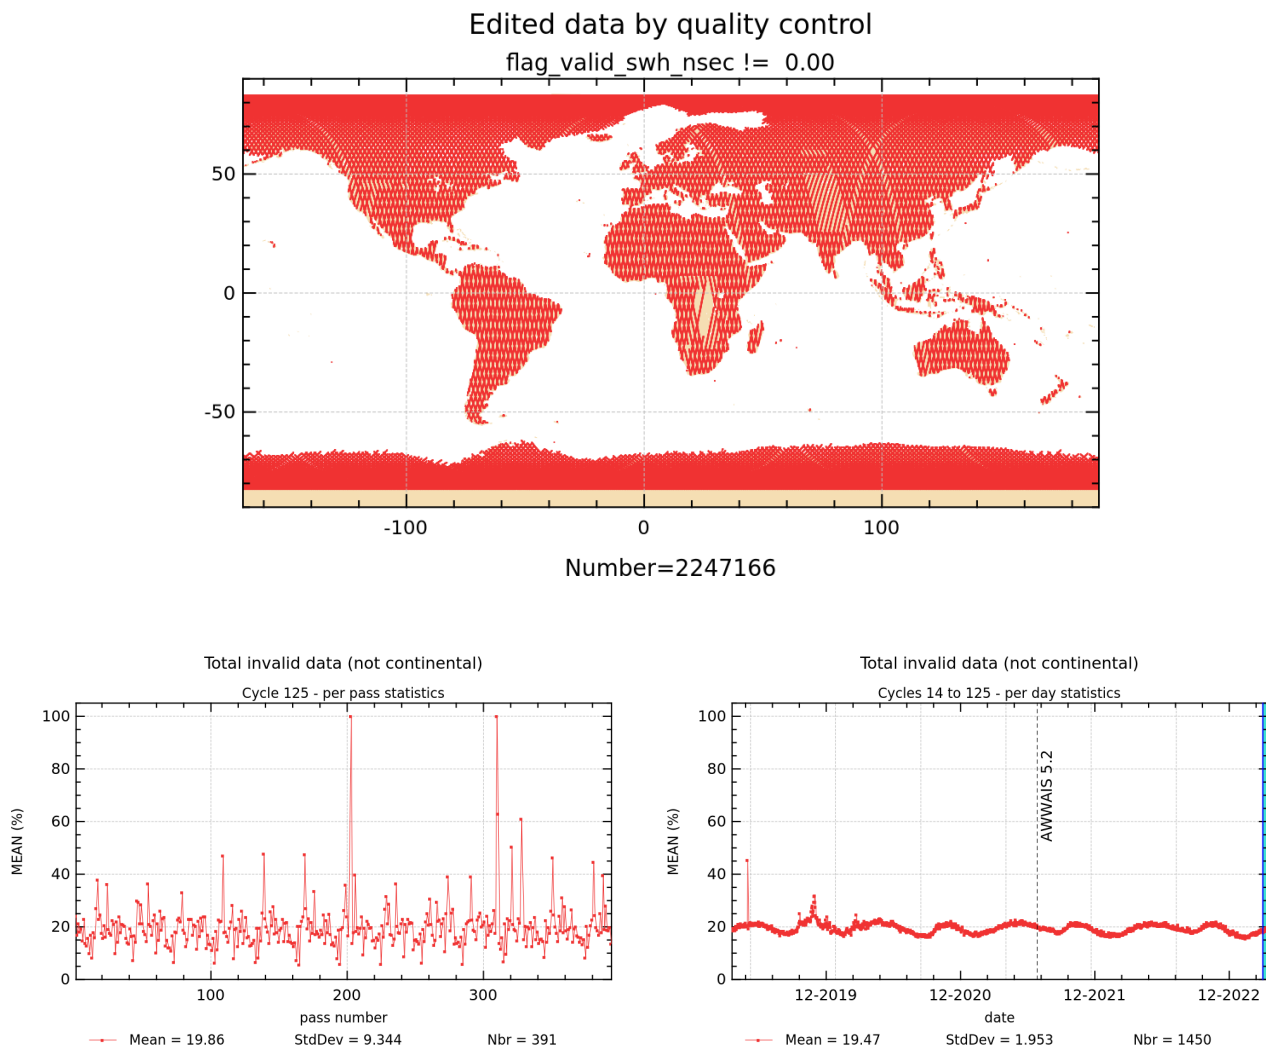 Edited data by quality control
flag_valid_swh_nsec !=  0.00
50
0
-50
-100
0
100
Number=2247166
Total invalid data (not continental)
Cycle 125 - per pass statistics
MEAN (%)
100
80
60
40
20
0
100
200
300
pass number
Mean = 19.86
StdDev = 9.344
Nbr = 391
Total invalid data (not continental)
Cycles 14 to 125 - per day statistics
MEAN (%)
100
80
60
40
20
0
AWWAIS 5.2
12-2019
12-2020
12-2021
12-2022
date
Mean = 19.47
StdDev = 1.953
Nbr = 1450